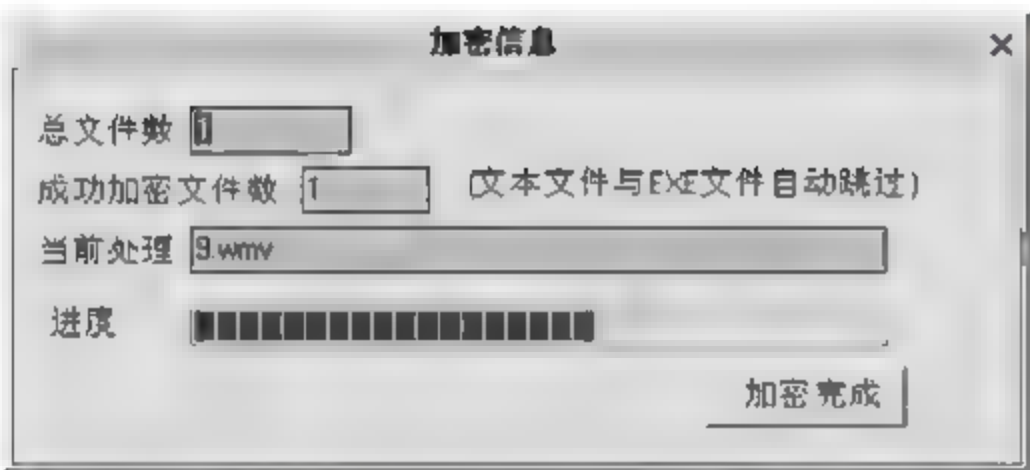 加密信息
总文件数 1
成功加密文件数 1 (文本文件与EXE文件自动跳过)
当前处理 9.wmv
进度
加密完成